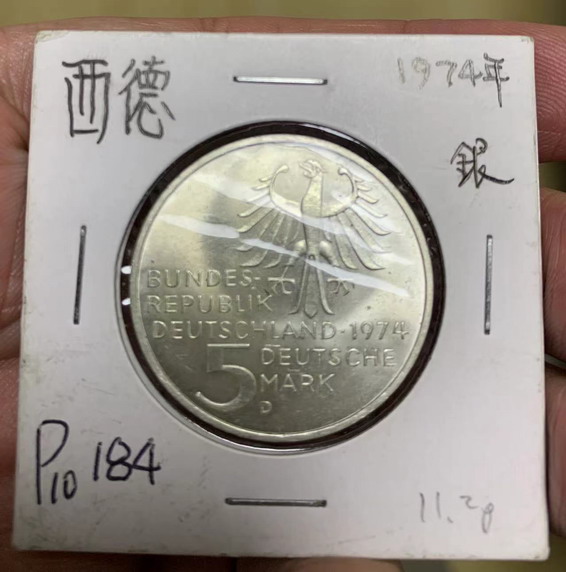 西德
1974年
銀
BUNDES-
REPUBLIK
DEUTSCHLAND-1974
5 DEUTSCHE
MARK
D
P10 184
11.2g